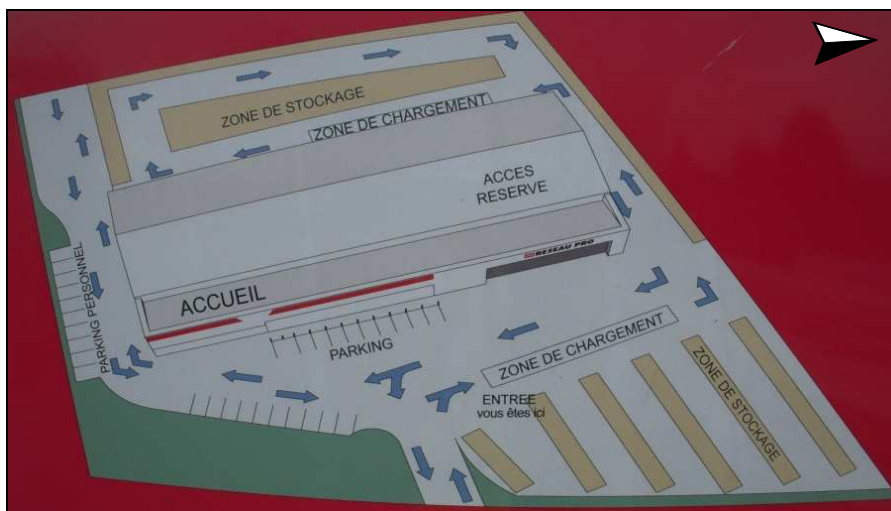 ZONE DE STOCKAGE
ZONE DE CHARGEMENT
ACCES
RESERVE
RESEAU PRO
PARKING PERSONNEL
ACCUEIL
PARKING
ZONE DE CHARGEMENT
ZONE DE STOCKAGE
ENTREE
vous êtes ici